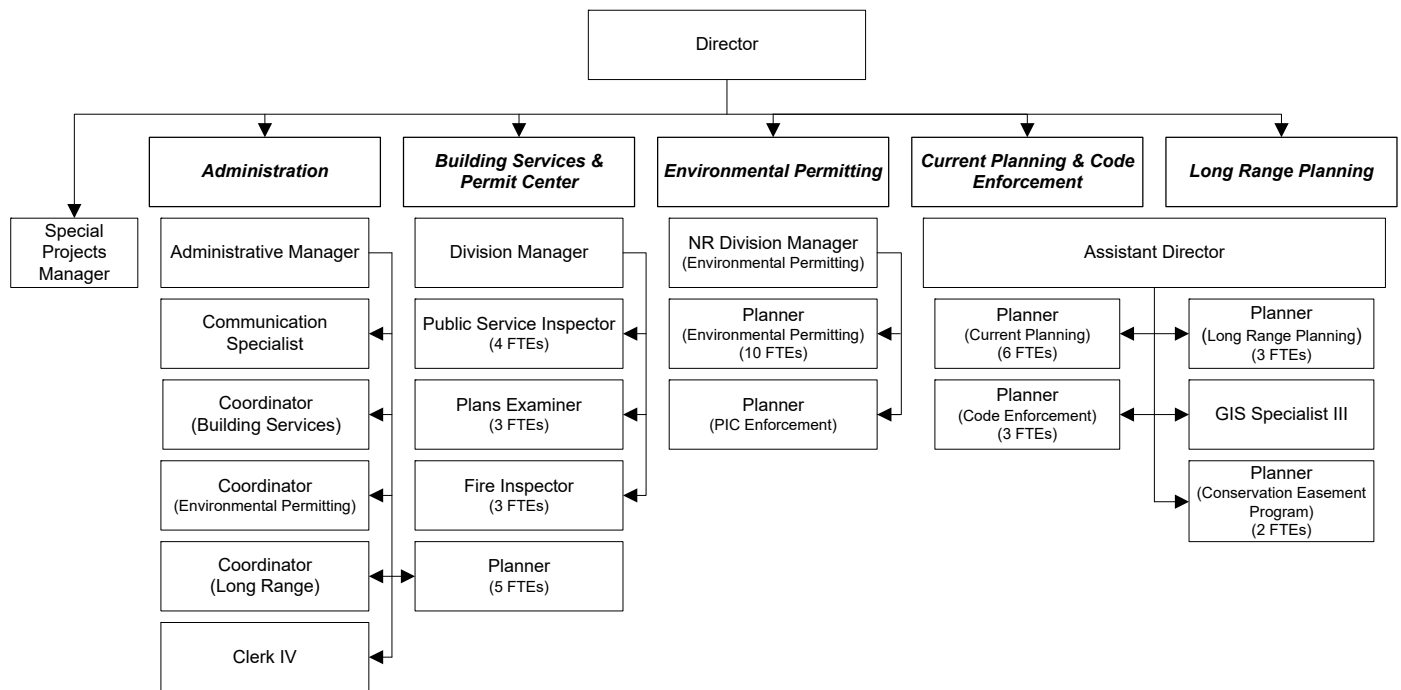 Director
Administration
Building Services &
Permit Center
Environmental Permitting
Current Planning & Code
Enforcement
Long Range Planning
Special
Projects
Manager
Administrative Manager
Division Manager
NR Division Manager
(Environmental Permitting)
Assistant Director
Communication
Specialist
Public Service Inspector
(4 FTEs)
Planner
(Environmental Permitting)
(10 FTEs)
Planner
(Current Planning)
(6 FTEs)
Planner
(Long Range Planning)
(3 FTEs)
Coordinator
(Building Services)
Plans Examiner
(3 FTEs)
Planner
(PIC Enforcement)
Planner
(Code Enforcement)
(3 FTEs)
GIS Specialist III
Coordinator
(Environmental Permitting)
Fire Inspector
(3 FTEs)
Planner
(Conservation Easement
Program)
(2 FTEs)
Coordinator
(Long Range)
Planner
(5 FTEs)
Clerk IV